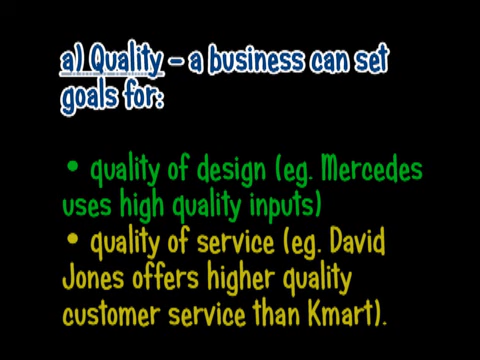 a) Quality – a business can set
goals for:
• quality of design (eg. Mercedes
uses high quality inputs)
• quality of service (eg. David
Jones offers higher quality
customer service than Kmart).